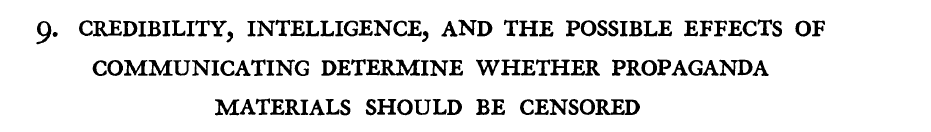 9. CREDIBILITY, INTELLIGENCE, AND THE POSSIBLE EFFECTS OF
COMMUNICATING DETERMINE WHETHER PROPAGANDA
MATERIALS SHOULD BE CENSORED